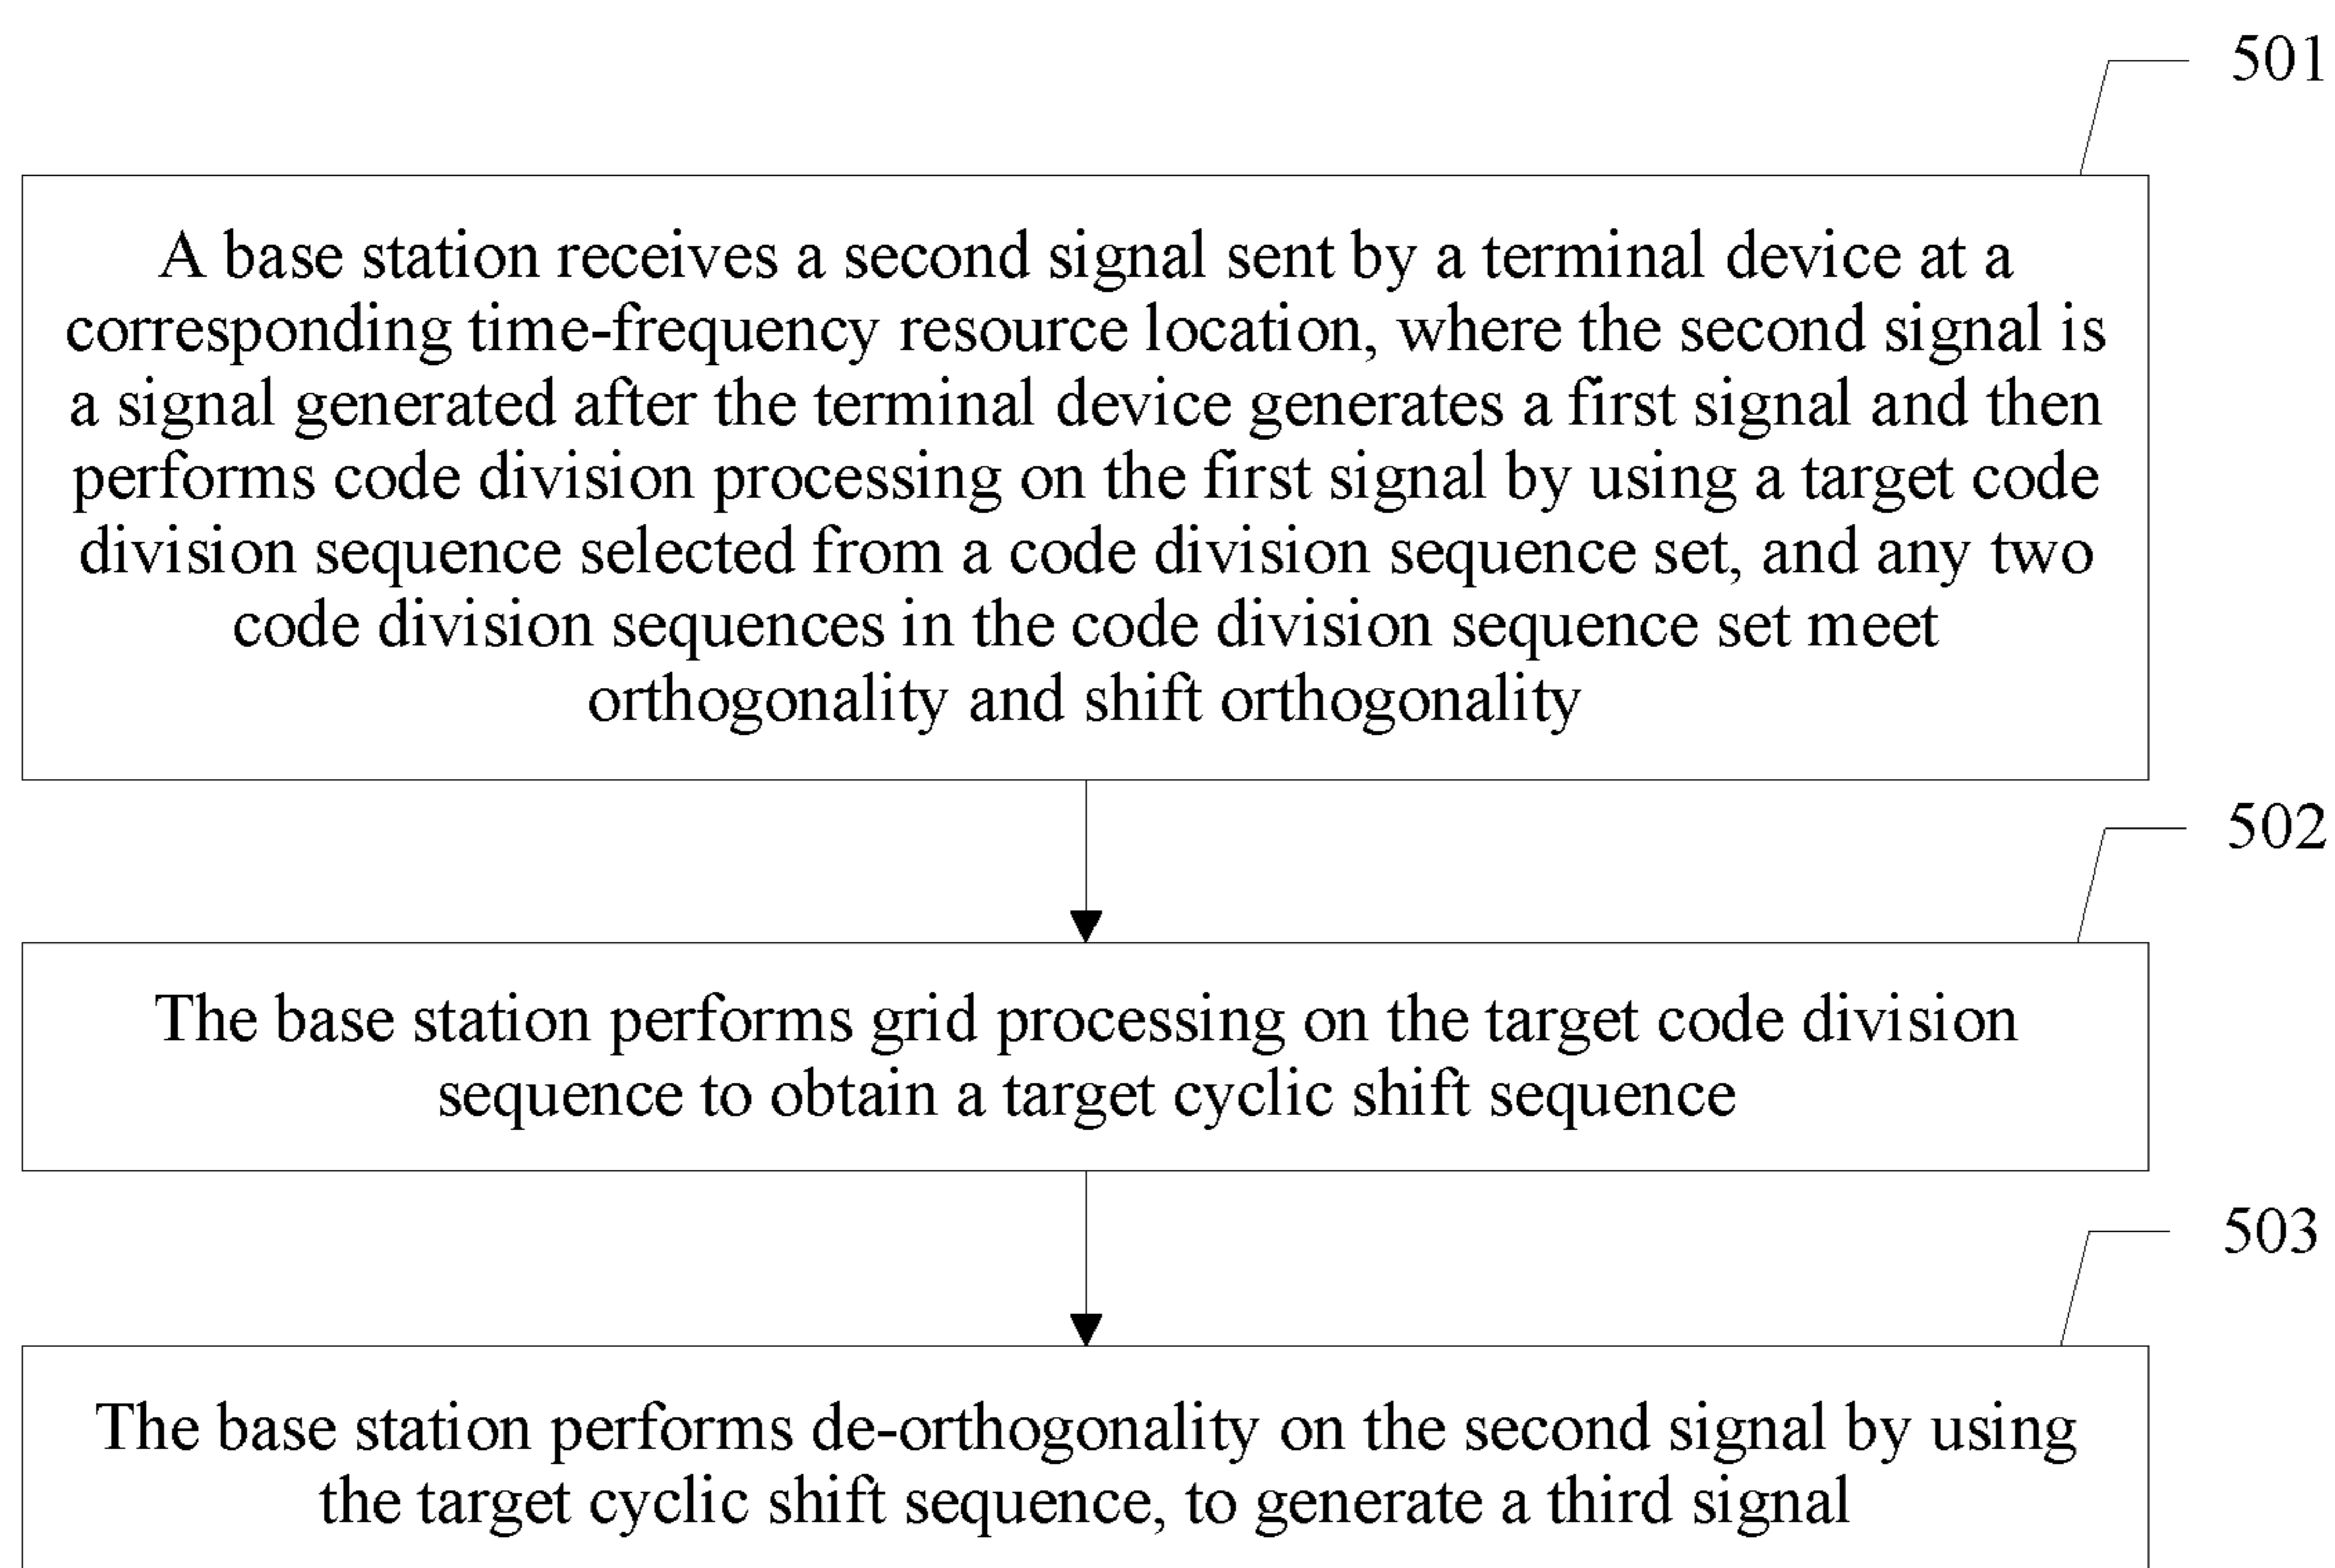 501
A base station receives a second signal sent by a terminal device at a
corresponding time-frequency resource location, where the second signal is
a signal generated after the terminal device generates a first signal and then
performs code division processing on the first signal by using a target code
division sequence selected from a code division sequence set, and any two
code division sequences in the code division sequence set meet
orthogonality and shift orthogonality
502
The base station performs grid processing on the target code division
sequence to obtain a target cyclic shift sequence
503
The base station performs de-orthogonality on the second signal by using
the target cyclic shift sequence, to generate a third signal